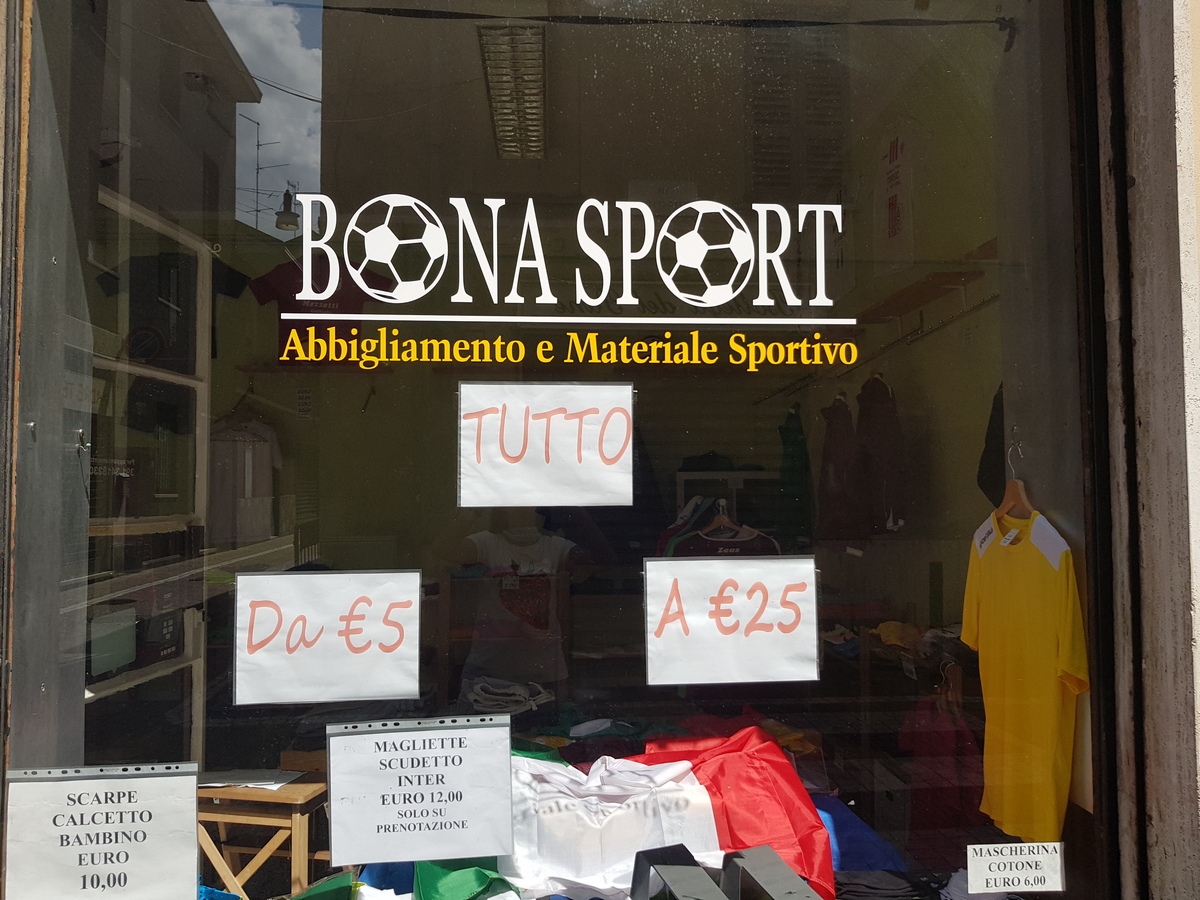 BONA SPORT
Abbigliamento e Materiale Sportivo
TUTTO
Da €5
A €25
Zeus
MAGLIETTE
SCUDETTO
INTER
EURO 12,00
SOLO SU
PRENOTAZIONE
SCARPE
CALCETTO
BAMBINO
EURO
10,00
MASCHERINA
COTONE
EURO 6,00